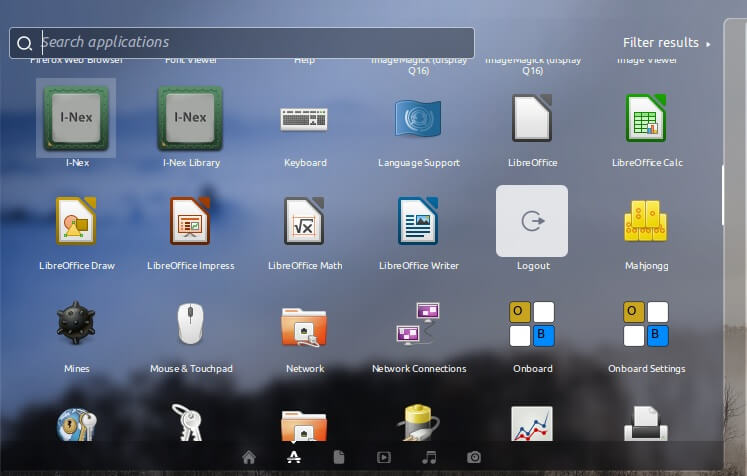 Search applications
Filter results
Firefox Web Browser
Font Viewer
Help
ImageMagick (display
Q16)
ImageMagick (display
Q16)
Image Viewer
I-Nex
I-Nex
I-Nex
I-Nex Library
Keyboard
Language Support
LibreOffice
LibreOffice Calc
LibreOffice Draw
LibreOffice Impress
LibreOffice Math
LibreOffice Writer
Logout
Mahjongg
O
B
O
B
Mines
Mouse & Touchpad
Network
Network Connections
Onboard
Onboard Settings